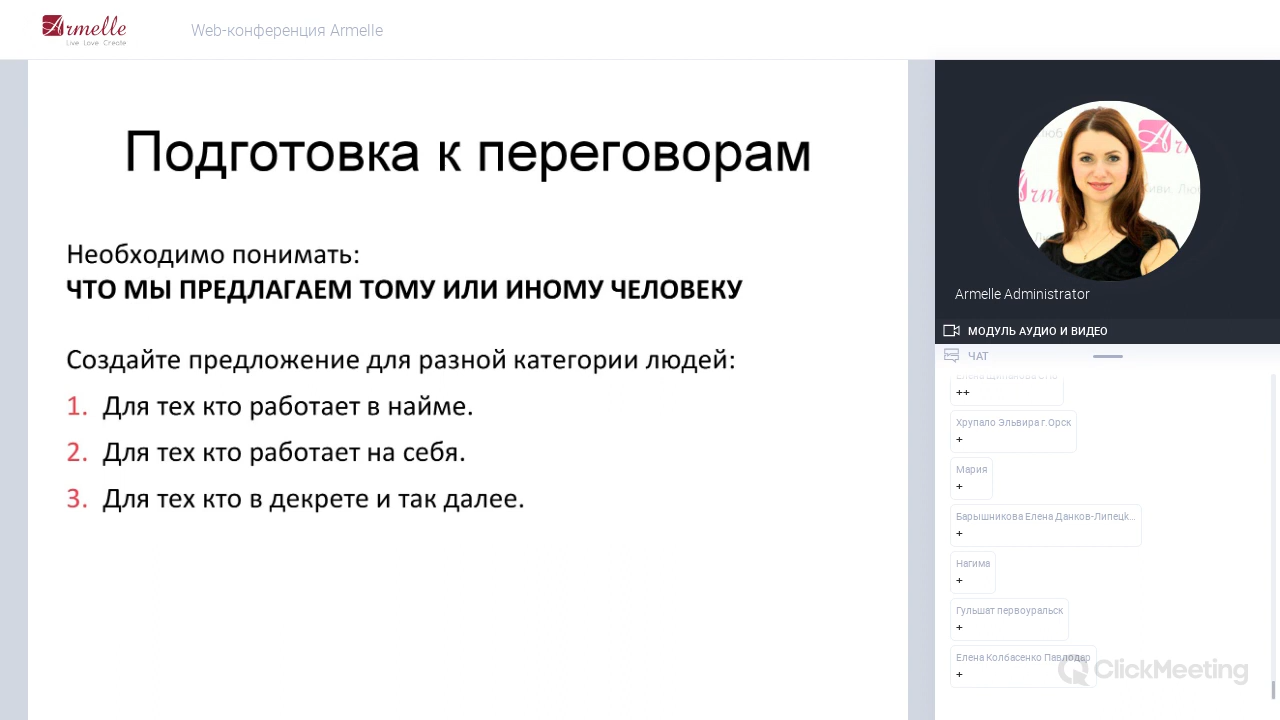 Armelle
Live Love Create
Web-конференция Armelle
Подготовка к переговорам
Необходимо понимать:
ЧТО МЫ ПРЕДЛАГАЕМ ТОМУ ИЛИ ИНОМУ ЧЕЛОВЕКУ
Создайте предложение для разной категории людей:
1. Для тех кто работает в найме.
2. Для тех кто работает на себя.
3. Для тех кто в декрете и так далее.
Armelle Administrator
МОДУЛЬ АУДИО И ВИДЕО
ЧАТ
++
Хрупало Эльвира г.Орск
+
Мария
+
Барышникова Елена Данков-Липецk...
+
Нагима
+
Гульшат первоуральск
+
Елена Колбасенко Павлодар
+
ClickMeeting